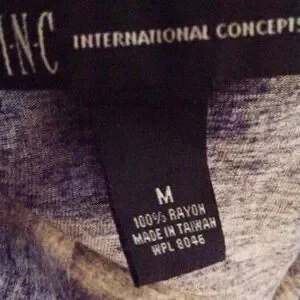 I·N·C INTERNATIONAL CONCEPTS
M
100% RAYON
MADE IN TAIWAN
WPL 8046